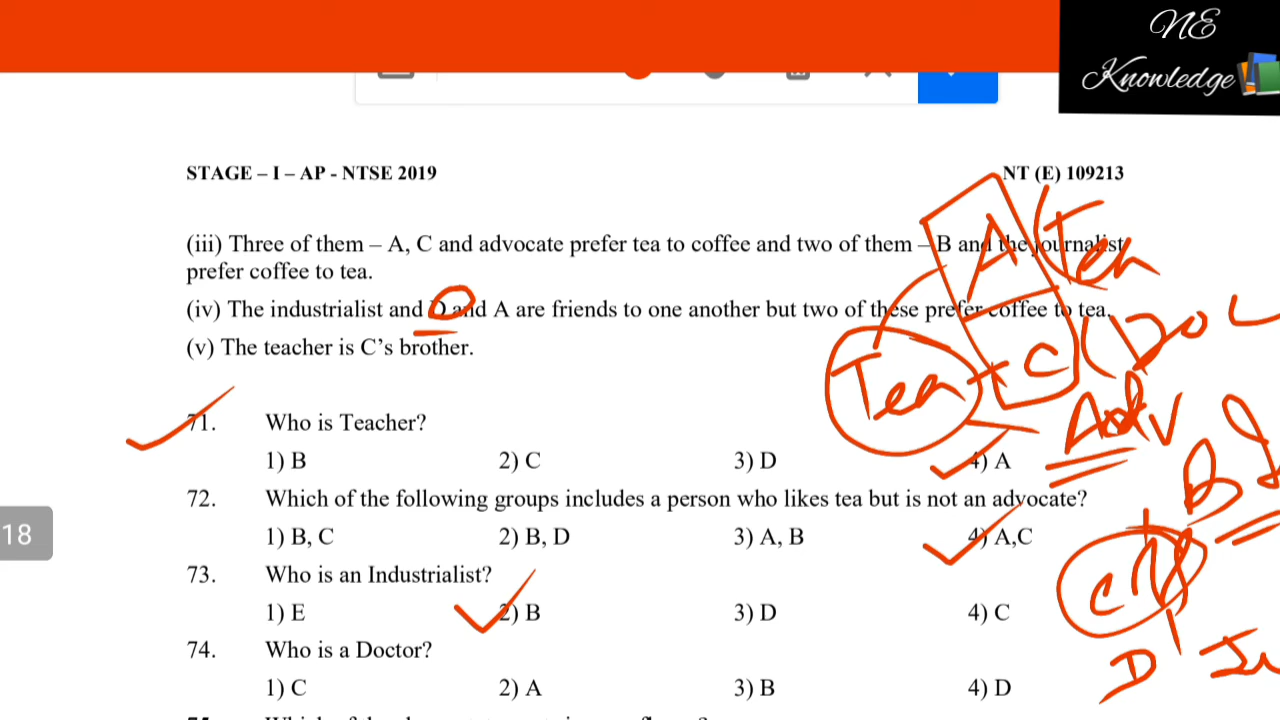 NE
Knowledge
STAGE – I – AP - NTSE 2019 NT (E) 109213
(iii) Three of them – A, C and advocate prefer tea to coffee and two of them – B and the journalist
prefer coffee to tea.
(iv) The industrialist and D and A are friends to one another but two of these prefer coffee to tea.
(v) The teacher is C's brother.
71. Who is Teacher?
1) B 2) C 3) D 4) A
72. Which of the following groups includes a person who likes tea but is not an advocate?
1) B, C 2) B, D 3) A, B 4) A,C
73. Who is an Industrialist?
1) E 2) B 3) D 4) C
74. Who is a Doctor?
1) C 2) A 3) B 4) D
18
A (Tea
Tea + C (Do
Adv
B
C
D